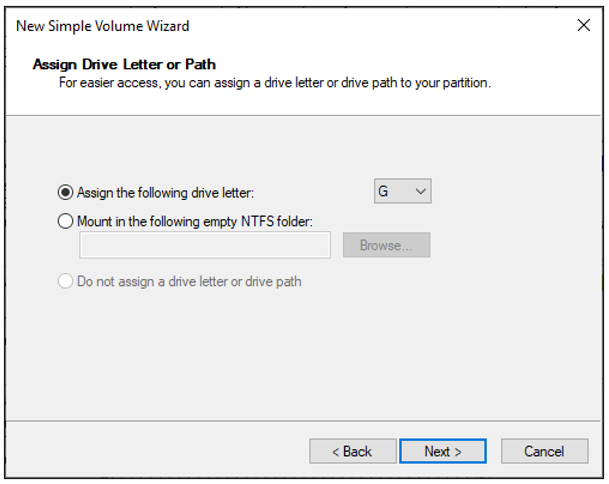 New Simple Volume Wizard
Assign Drive Letter or Path
For easier access, you can assign a drive letter or drive path to your partition.
Assign the following drive letter: G
Mount in the following empty NTFS folder:
Browse...
Do not assign a drive letter or drive path
< Back Next > Cancel